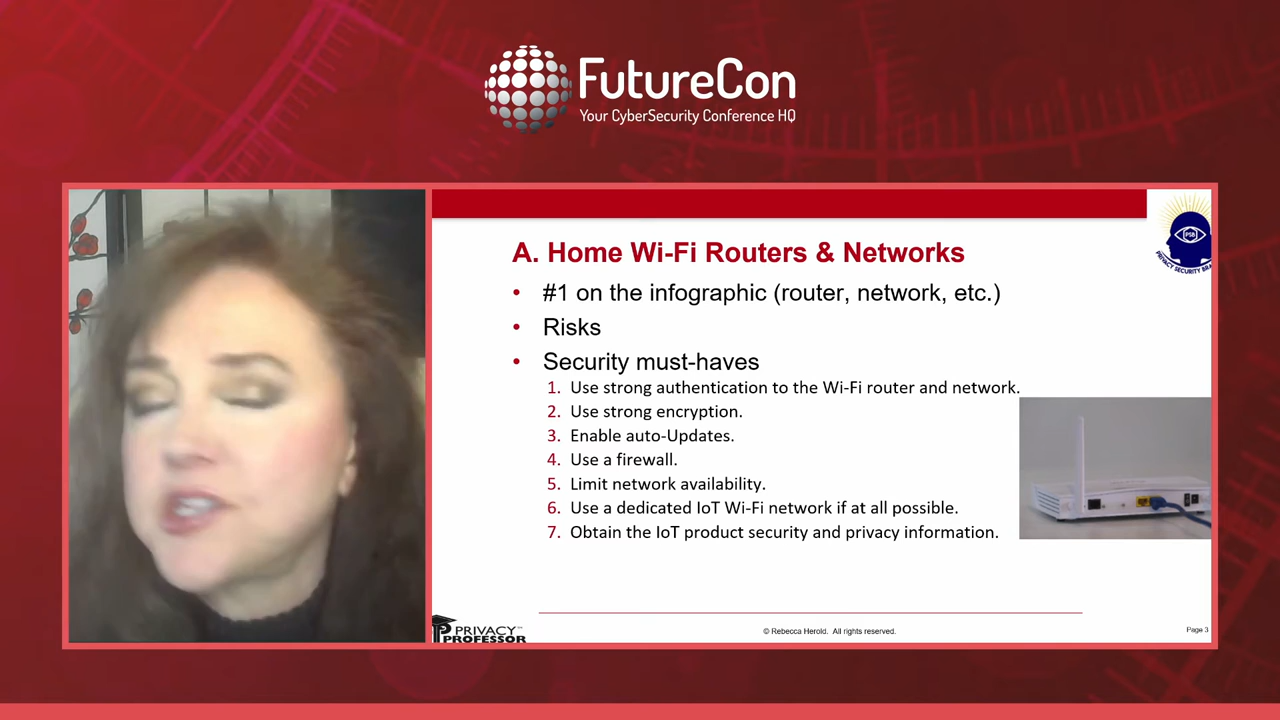 FutureCon
Your CyberSecurity Conference HQ
A. Home Wi-Fi Routers & Networks
• #1 on the infographic (router, network, etc.)
• Risks
• Security must-haves
1. Use strong authentication to the Wi-Fi router and network.
2. Use strong encryption.
3. Enable auto-Updates.
4. Use a firewall.
5. Limit network availability.
6. Use a dedicated IoT Wi-Fi network if at all possible.
7. Obtain the IoT product security and privacy information.
PSB
PRIVACY SECURITY BRA
PRIVACY
PROFESSOR
© Rebecca Herold. All rights reserved.
Page 3